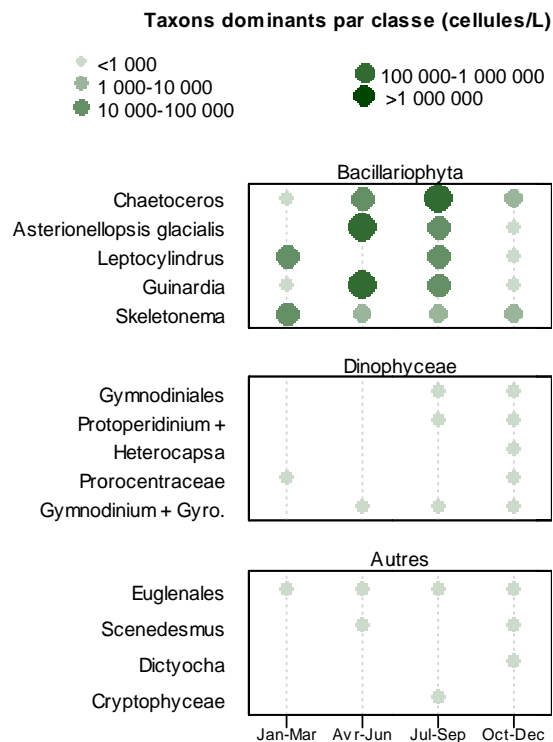 Taxons dominants par classe (cellules/L)
<1 000
1 000-10 000
10 000-100 000
100 000-1 000 000
>1 000 000
Bacillariophyta
Chaetoceros
Asterionellopsis glacialis
Leptocylindrus
Guinardia
Skeletonema
Dinophyceae
Gymnodiniales
Protoperidinium +
Heterocapsa
Prorocentraceae
Gymnodinium + Gyro.
Autres
Euglenales
Scenedesmus
Dictyocha
Cryptophyceae
Jan-Mar Avr-Jun Jul-Sep Oct-Dec